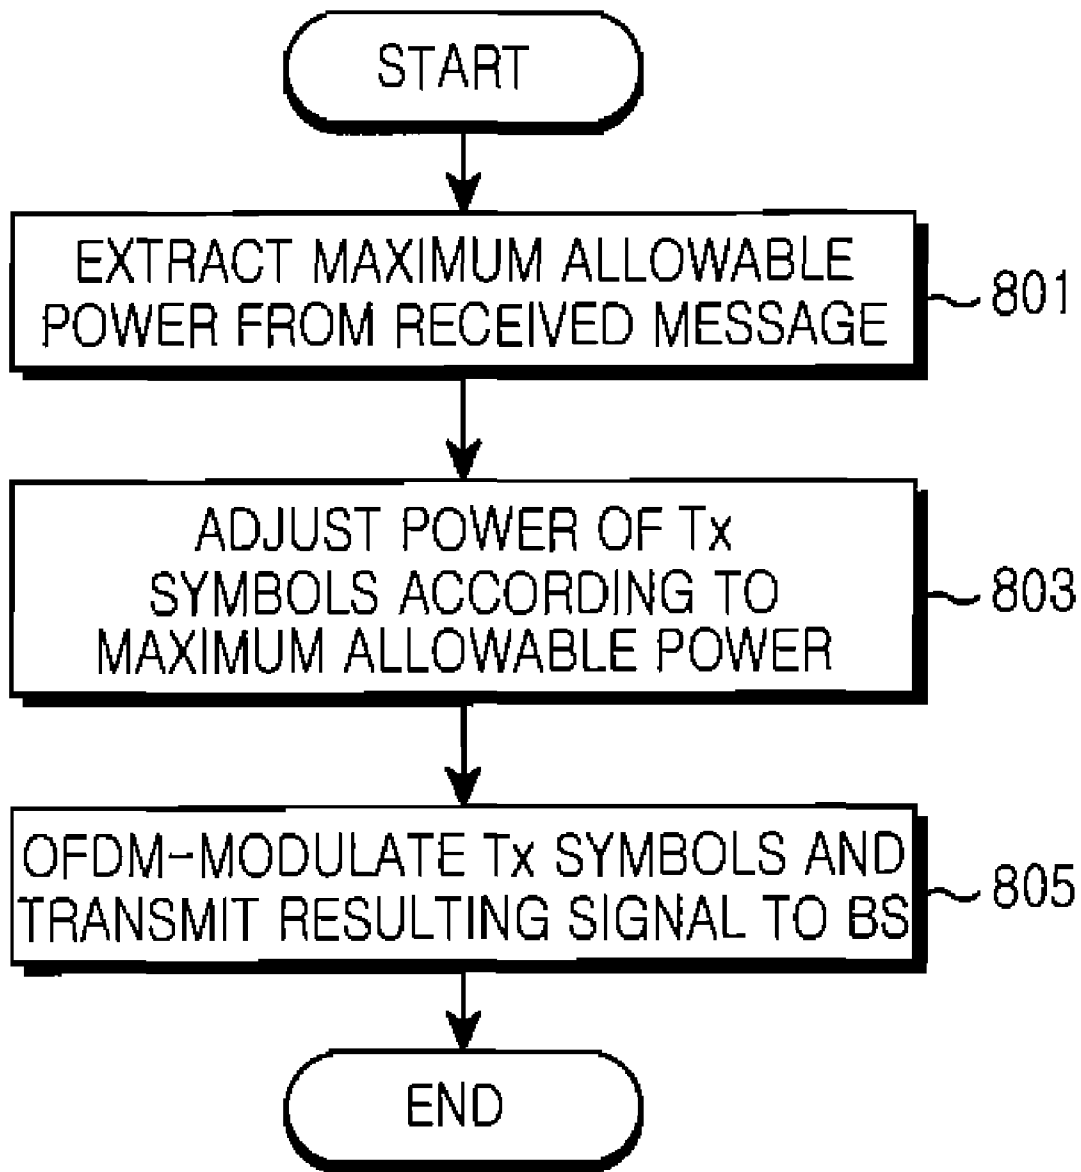 START
EXTRACT MAXIMUM ALLOWABLE
POWER FROM RECEIVED MESSAGE
801
ADJUST POWER OF Tx
SYMBOLS ACCORDING TO
MAXIMUM ALLOWABLE POWER
803
OFDM-MODULATE Tx SYMBOLS AND
TRANSMIT RESULTING SIGNAL TO BS
805
END